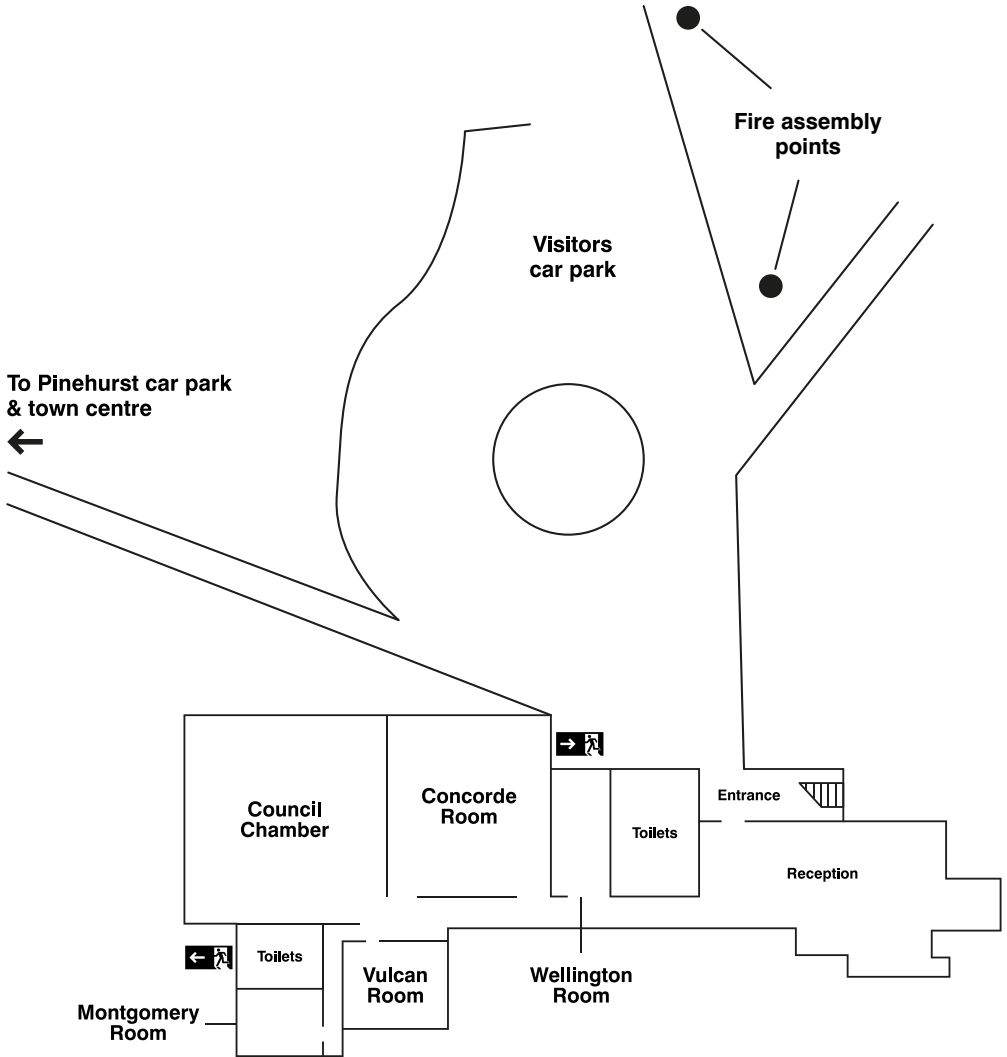 Fire assembly
points
Visitors
car park
To Pinehurst car park
& town centre
Council
Chamber
Concorde
Room
Toilets
Entrance
Reception
Toilets
Vulcan
Room
Wellington
Room
Montgomery
Room